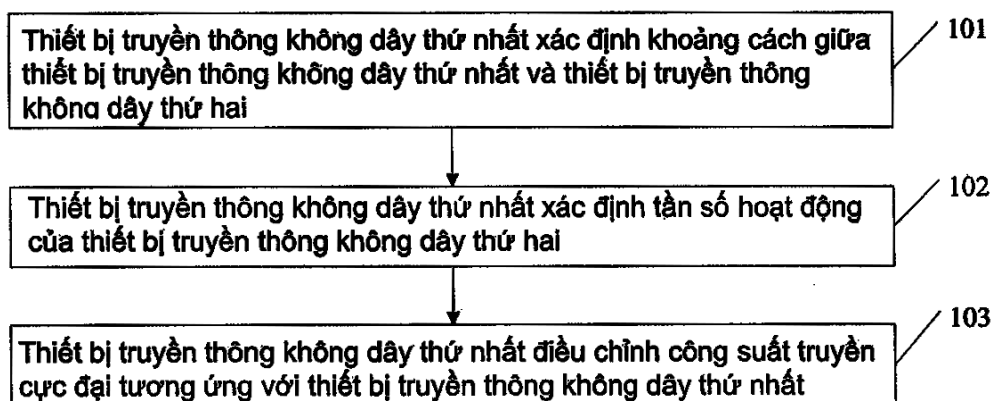 Thiết bị truyền thông không dây thứ nhất xác định khoảng cách giữa
thiết bị truyền thông không dây thứ nhất và thiết bị truyền thông
không dây thứ hai
101
Thiết bị truyền thông không dây thứ nhất xác định tần số hoạt động
của thiết bị truyền thông không dây thứ hai
102
Thiết bị truyền thông không dây thứ nhất điều chỉnh công suất truyền
cực đại tương ứng với thiết bị truyền thông không dây thứ nhất
103